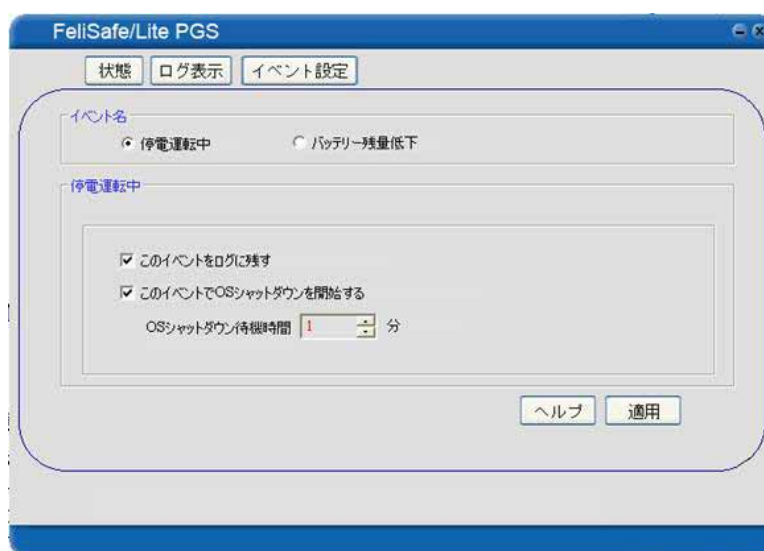 FeliSafe/Lite PGS
状態 ログ表示 イベント設定
イベント名
停電運転中 バッテリー残量低下
停電運転中
このイベントをログに残す
このイベントでOSシャットダウンを開始する
OSシャットダウン待機時間 1 分
ヘルプ 適用